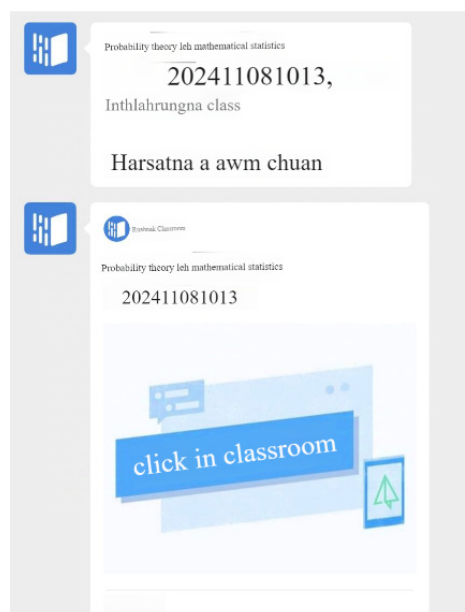 Probability theory leh mathematical statistics
202411081013,
Inthlahrungna class
Harsatna a awm chuan
Classroom
Probability theory leh mathematical statistics
202411081013
click in classroom